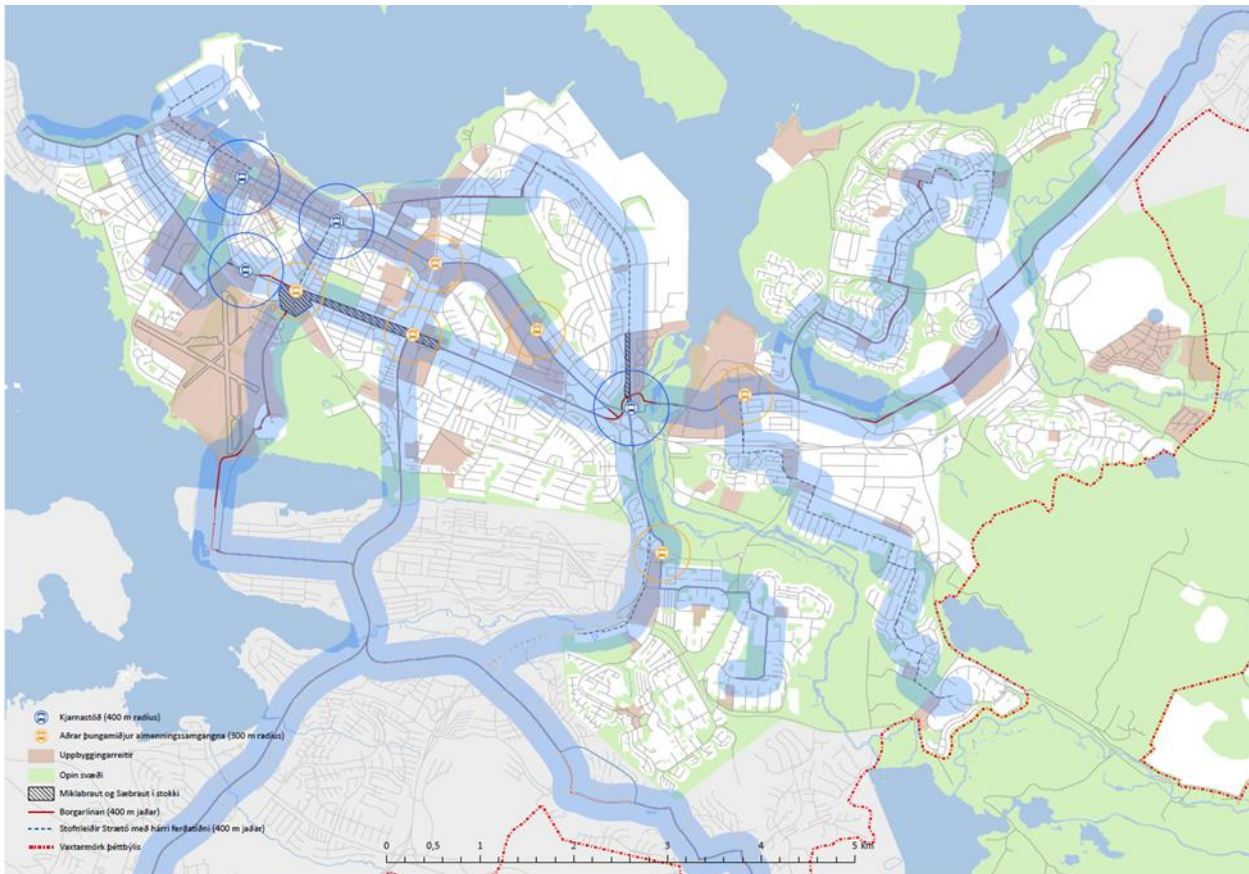 Kjarnastöð (400 m radíus)
Aðrar þungamiðjur almenningssamgangna (300 m radíus)
Uppbyggingarreitir
Opin svæði
Miklabraut og Sæbraut í stokki
Borgarlínan (400 m jaðar)
Stofnleiðir Strætó með hárri ferðatíðni (400 m jaðar)
Vaxtarmörk þéttbýlis
0 0,5 1 2 3 4 5 km